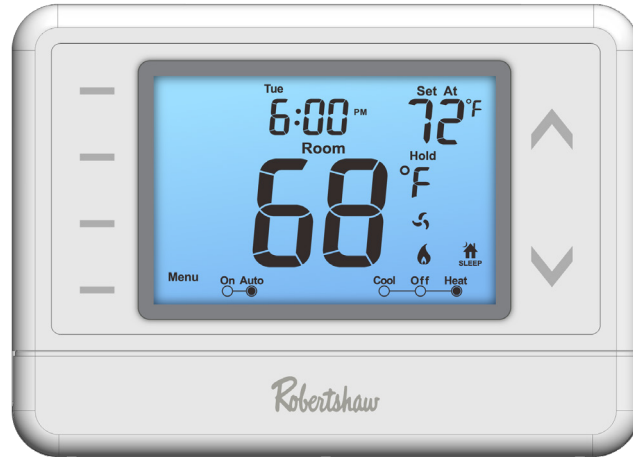 Tue
6:00 PM
Set At
72°F
Room
Hold
68 °F
SLEEP
Menu
On Auto
Cool Off Heat
Robertshaw